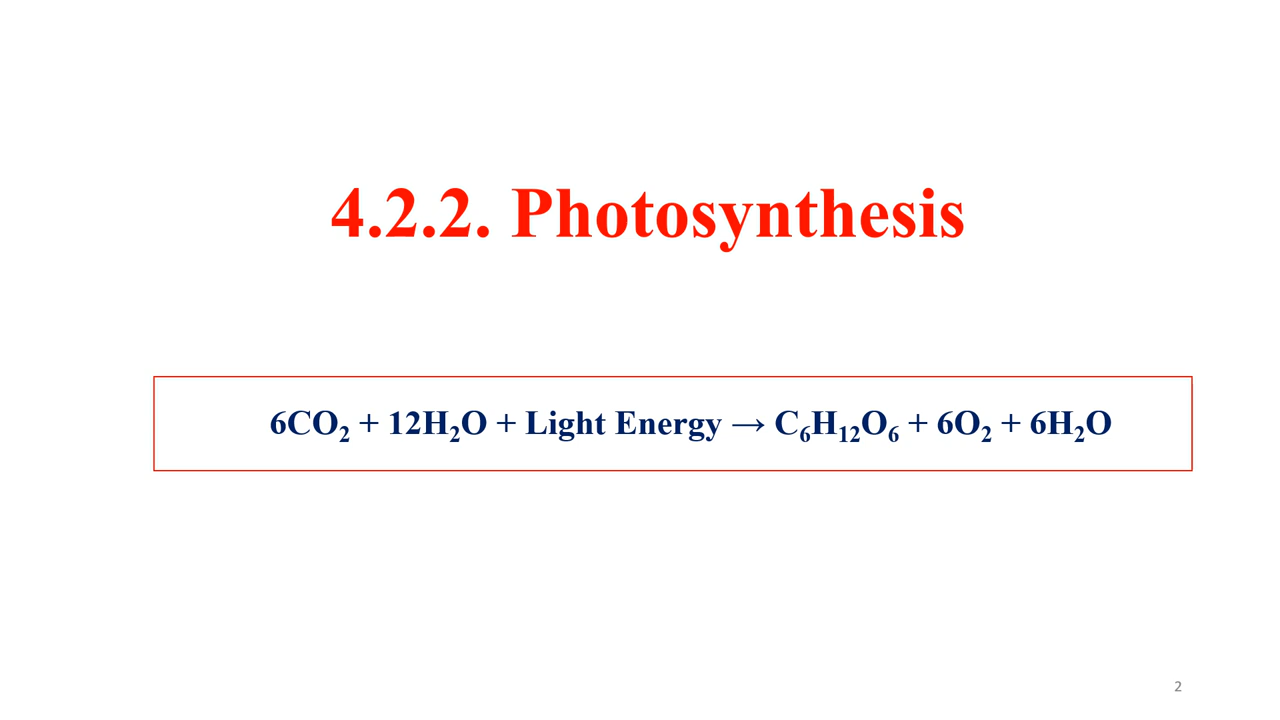 4.2.2. Photosynthesis
6CO₂ + 12H₂O + Light Energy → C₆H₁₂O₆ + 6O₂ + 6H₂O
2